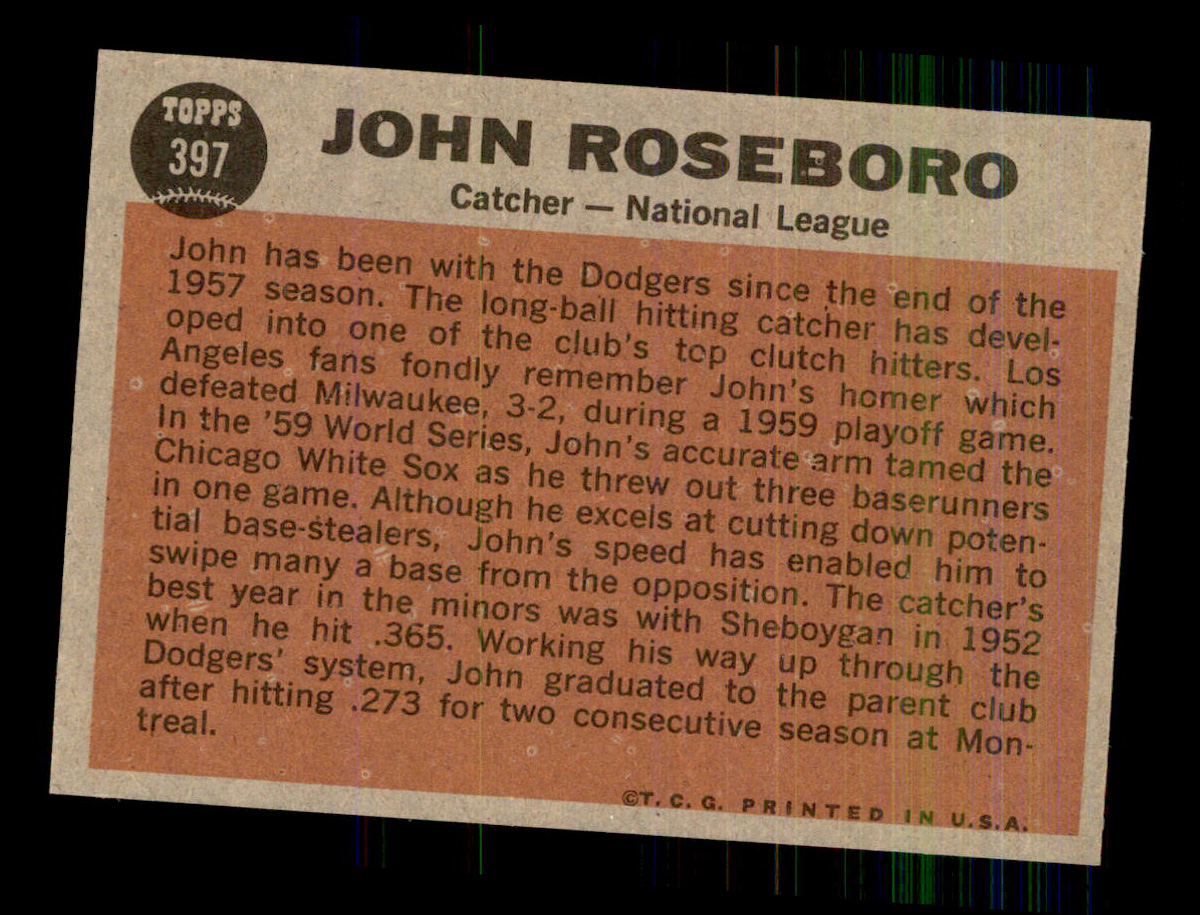 TOPPS
397
JOHN ROSEBORO
Catcher — National League
John has been with the Dodgers since the end of the
1957 season. The long-ball hitting catcher has devel-
oped into one of the club's top clutch hitters. Los
Angeles fans fondly remember John's homer which
defeated Milwaukee, 3-2, during a 1959 playoff game.
In the '59 World Series, John's accurate arm tamed the
Chicago White Sox as he threw out three baserunners
in one game. Although he excels at cutting down poten-
tial base-stealers, John's speed has enabled him to
swipe many a base from the opposition. The catcher's
best year in the minors was with Sheboygan in 1952
when he hit .365. Working his way up through the
Dodgers' system, John graduated to the parent club
after hitting .273 for two consecutive season at Mon-
treal.
©T. C. G. PRINTED IN U.S.A.